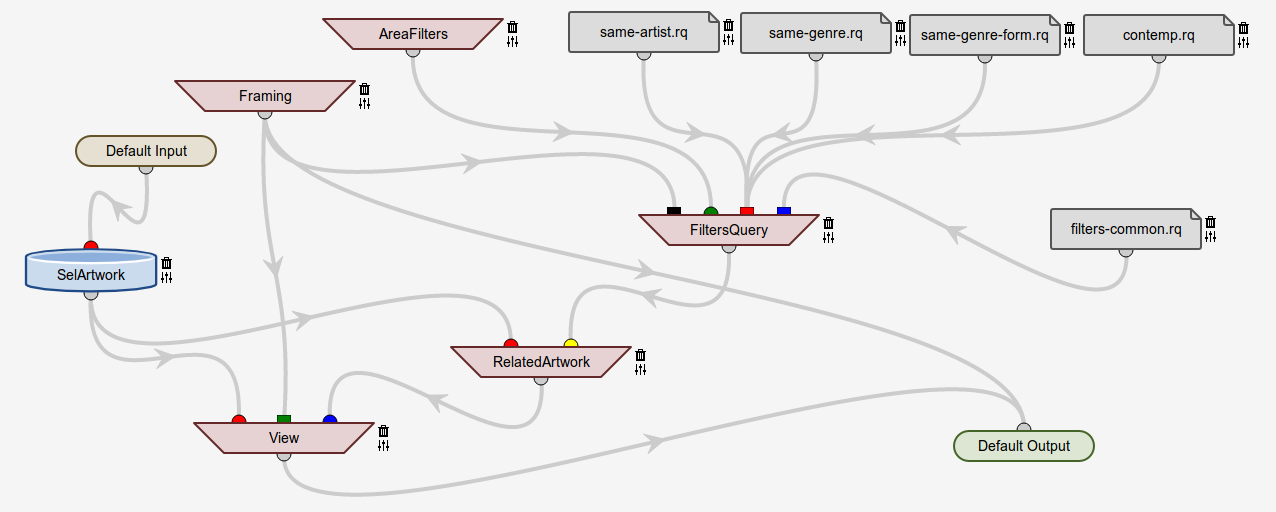 AreaFilters
same-artist.rq
same-genre.rq
same-genre-form.rq
contemp.rq
Framing
Default Input
FiltersQuery
filters-common.rq
SelArtwork
RelatedArtwork
View
Default Output